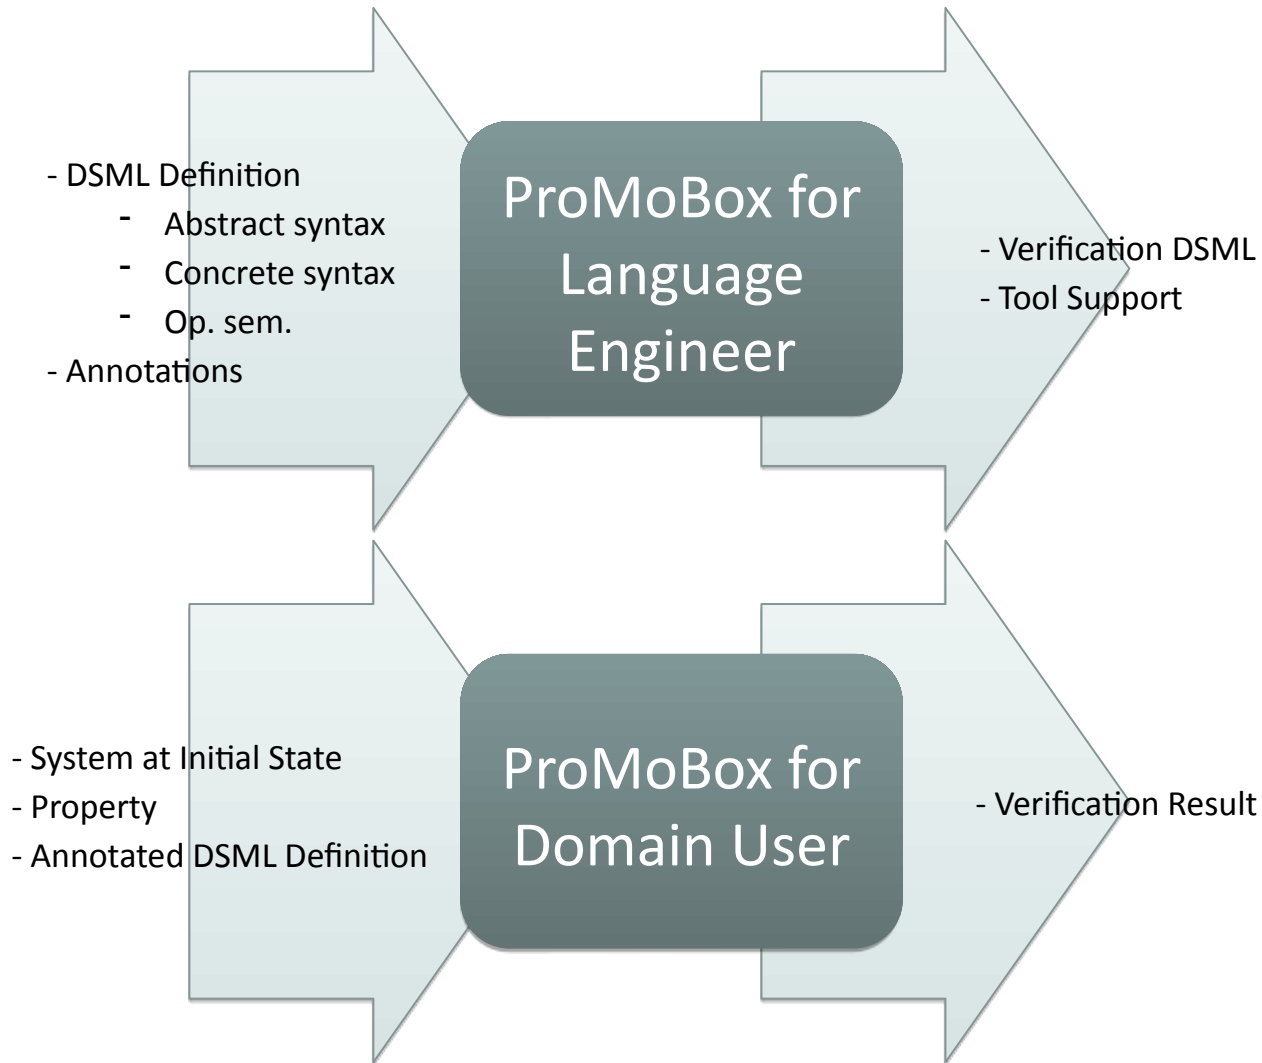 - DSML Definition
- Abstract syntax
- Concrete syntax
- Op. sem.
- Annotations
ProMoBox for
Language
Engineer
- Verification DSML
- Tool Support
- System at Initial State
- Property
- Annotated DSML Definition
ProMoBox for
Domain User
- Verification Result